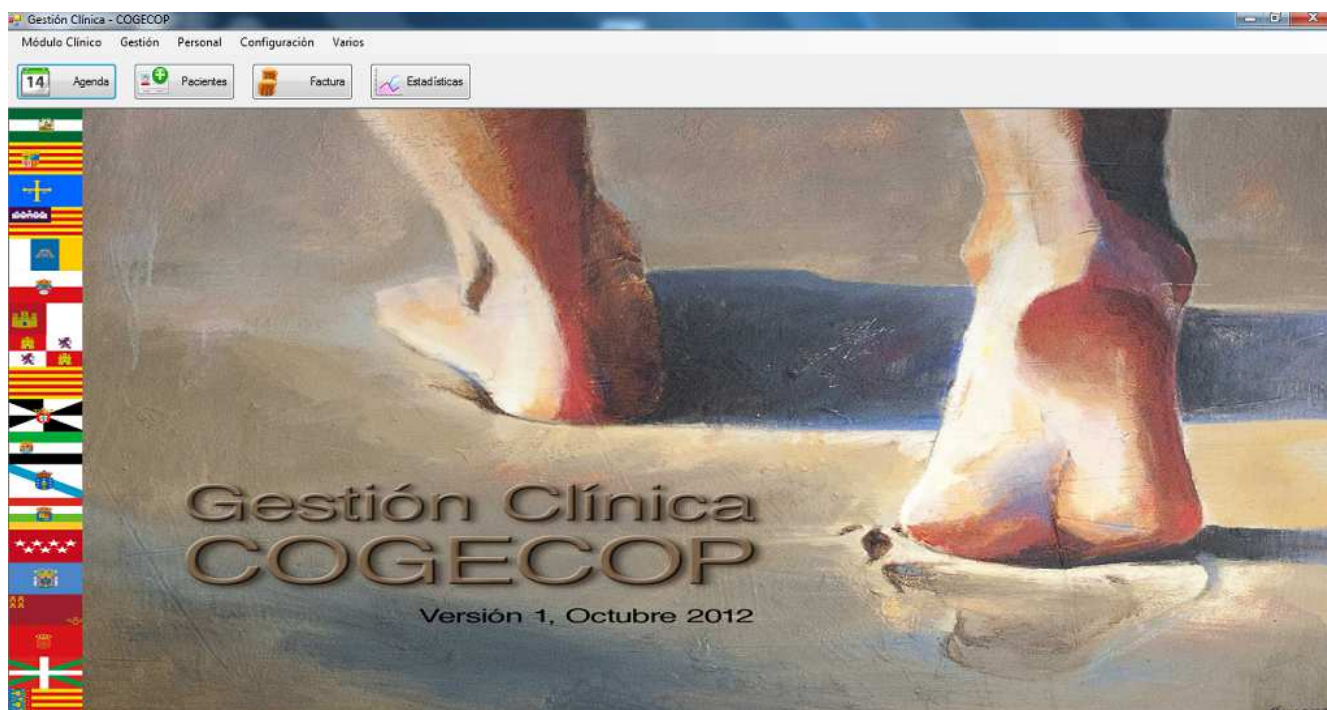 Gestión Clínica - COGECOP
Módulo Clínico Gestión Personal Configuración Varios
14 Agenda Pacientes Factura Estadísticas
Gestión Clínica
COGECOP
Versión 1, Octubre 2012